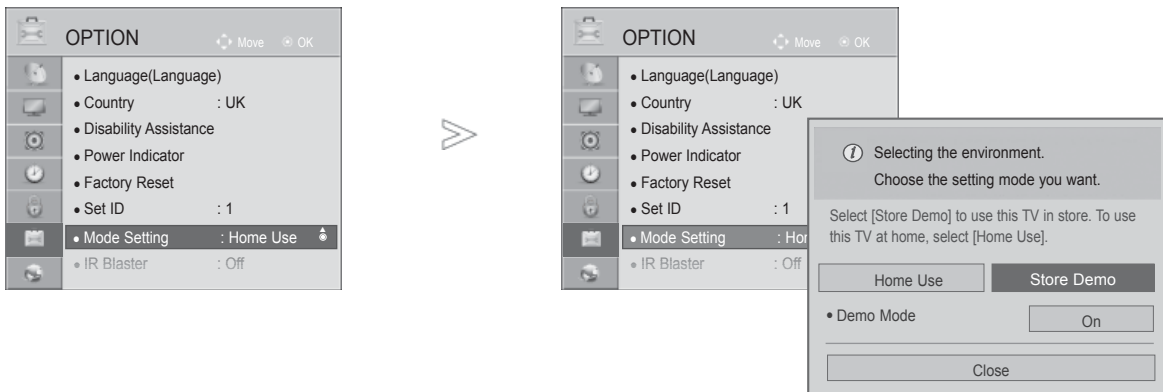 OPTION
Move OK
• Language(Language)
• Country : UK
• Disability Assistance
• Power Indicator
• Factory Reset
• Set ID : 1
• Mode Setting : Home Use
• IR Blaster : Off
OPTION
Move OK
• Language(Language)
• Country : UK
• Disability Assistance
• Power Indicator
• Factory Reset
• Set ID : 1
• Mode Setting : Hor
• IR Blaster : Off
i Selecting the environment.
Choose the setting mode you want.
Select [Store Demo] to use this TV in store. To use
this TV at home, select [Home Use].
Home Use Store Demo
• Demo Mode On
Close